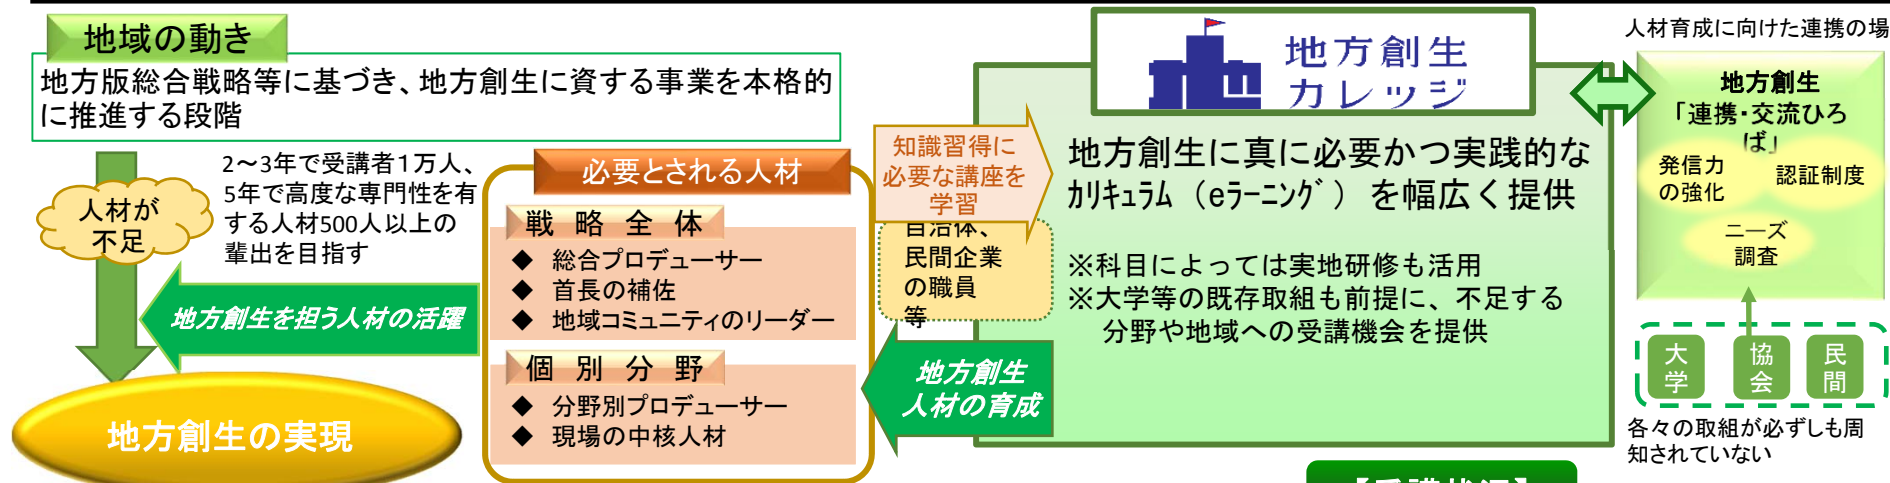 地域の動き
地方版総合戦略等に基づき、地方創生に資する事業を本格的
に推進する段階
人材が
不足
2～3年で受講者１万人、
5年で高度な専門性を有
する人材500人以上の
輩出を目指す
地方創生を担う人材の活躍
地方創生の実現
必要とされる人材
戦略全体
◆ 総合プロデューサー
◆ 首長の補佐
◆ 地域コミュニティのリーダー
個別分野
◆ 分野別プロデューサー
◆ 現場の中核人材
知識習得に
必要な講座を
学習
自治体、
民間企業
の職員
等
地方創生
人材の育成
地方創生
カレッジ
地方創生に真に必要かつ実践的な
ｶﾘｷｭﾗﾑ（eﾗｰﾆﾝｸﾞ）を幅広く提供
※科目によっては実地研修も活用
※大学等の既存取組も前提に、不足する
分野や地域への受講機会を提供
【受講状況】
人材育成に向けた連携の場
地方創生
「連携・交流ひろ
ば」
発信力
の強化
認証制度
ニーズ
調査
大学
協会
民間
各々の取組が必ずしも周
知されていない